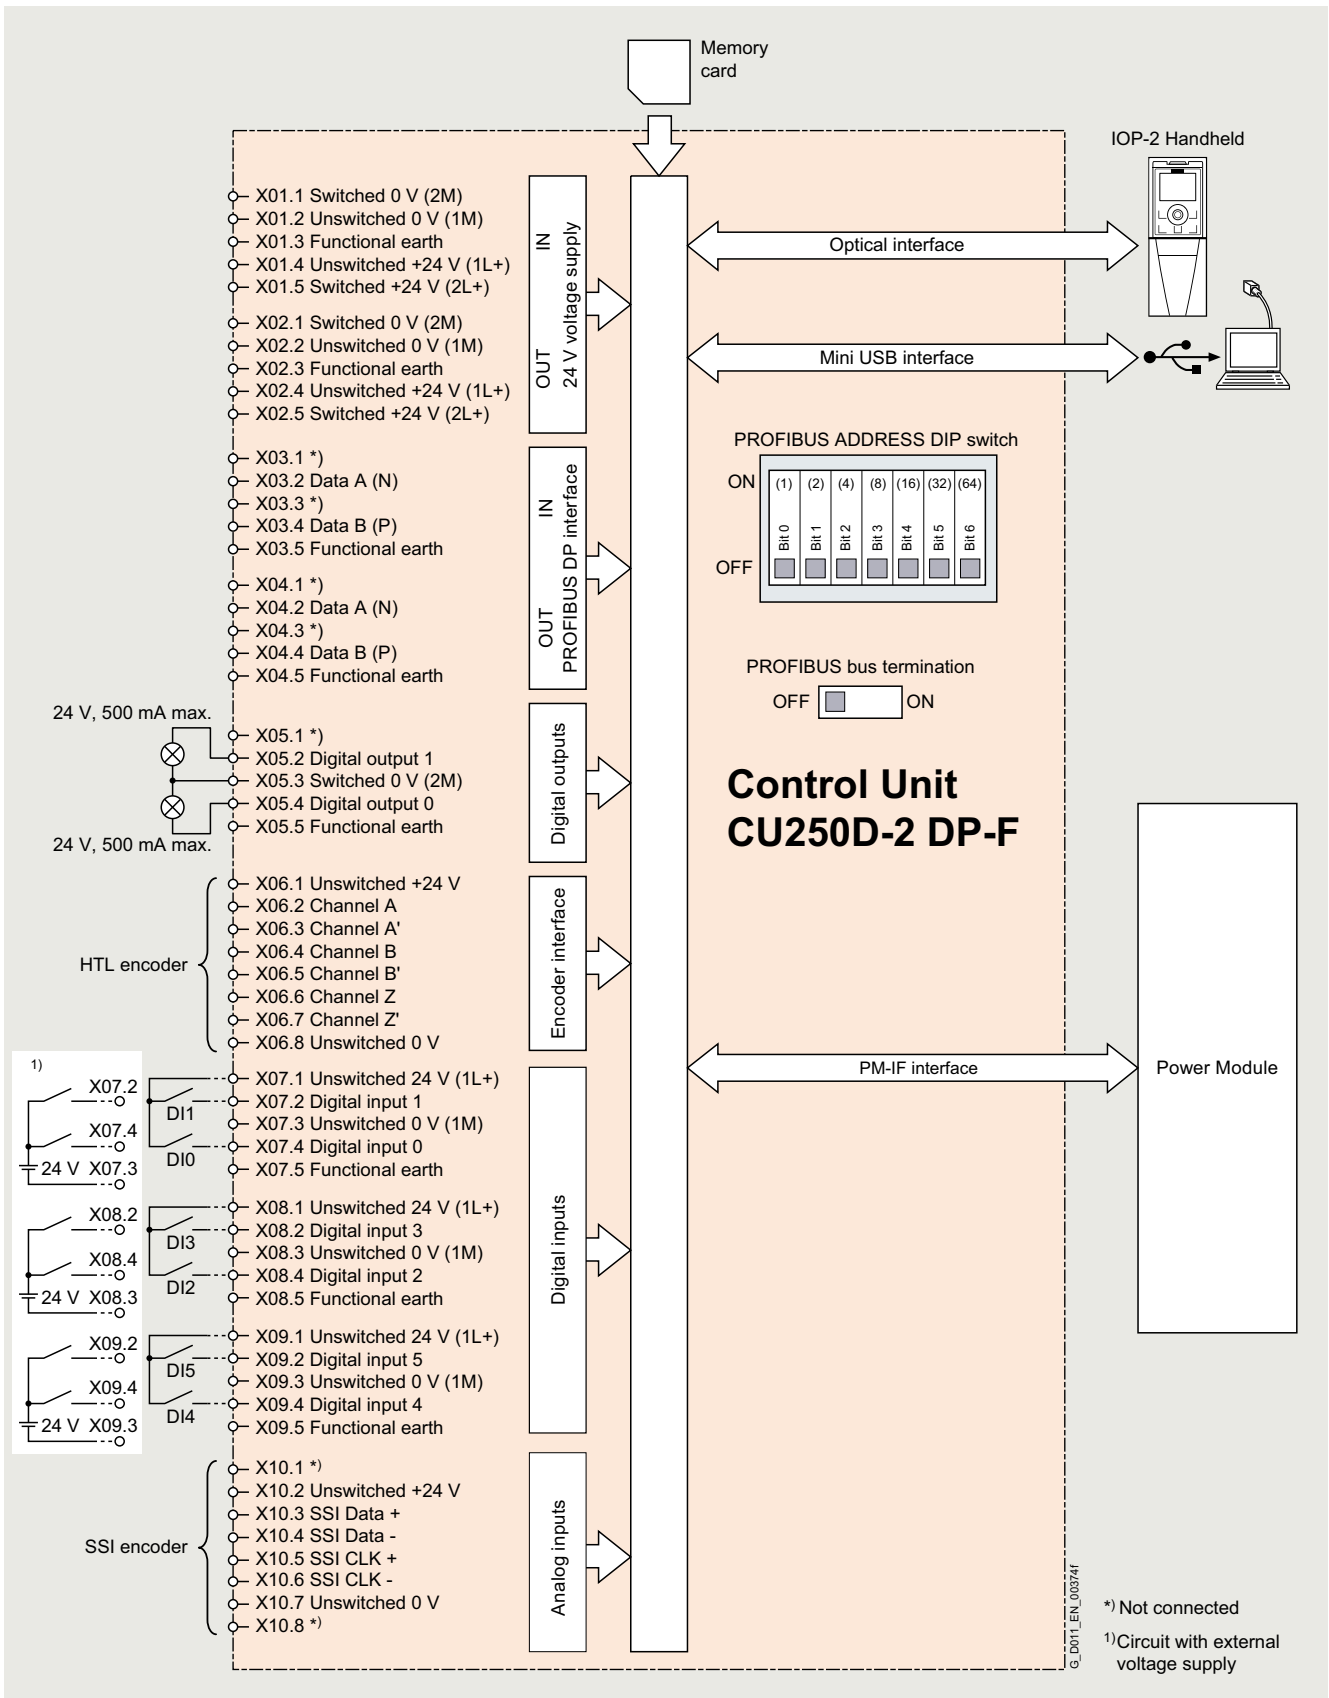 Memory
card
IOP-2 Handheld
X01.1 Switched 0 V (2M)
X01.2 Unswitched 0 V (1M)
X01.3 Functional earth
X01.4 Unswitched +24 V (1L+)
X01.5 Switched +24 V (2L+)
X02.1 Switched 0 V (2M)
X02.2 Unswitched 0 V (1M)
X02.3 Functional earth
X02.4 Unswitched +24 V (1L+)
X02.5 Switched +24 V (2L+)
OUT IN
24 V voltage supply
Optical interface
Mini USB interface
X03.1 *)
X03.2 Data A (N)
X03.3 *)
X03.4 Data B (P)
X03.5 Functional earth
X04.1 *)
X04.2 Data A (N)
X04.3 *)
X04.4 Data B (P)
X04.5 Functional earth
OUT IN
PROFIBUS DP interface
PROFIBUS ADDRESS DIP switch
ON
(1) (2) (4) (8) (16) (32) (64)
Bit 0 Bit 1 Bit 2 Bit 3 Bit 4 Bit 5 Bit 6
OFF
PROFIBUS bus termination
OFF ON
24 V, 500 mA max.
X05.1 *)
X05.2 Digital output 1
X05.3 Switched 0 V (2M)
X05.4 Digital output 0
X05.5 Functional earth
24 V, 500 mA max.
Digital outputs
Control Unit
CU250D-2 DP-F
HTL encoder
X06.1 Unswitched +24 V
X06.2 Channel A
X06.3 Channel A'
X06.4 Channel B
X06.5 Channel B'
X06.6 Channel Z
X06.7 Channel Z'
X06.8 Unswitched 0 V
Encoder interface
PM-IF interface
Power Module
1)
X07.2
X07.4
24 V X07.3
DI1
DI0
X07.1 Unswitched 24 V (1L+)
X07.2 Digital input 1
X07.3 Unswitched 0 V (1M)
X07.4 Digital input 0
X07.5 Functional earth
X08.2
X08.4
24 V X08.3
DI3
DI2
X08.1 Unswitched 24 V (1L+)
X08.2 Digital input 3
X08.3 Unswitched 0 V (1M)
X08.4 Digital input 2
X08.5 Functional earth
X09.2
X09.4
24 V X09.3
DI5
DI4
X09.1 Unswitched 24 V (1L+)
X09.2 Digital input 5
X09.3 Unswitched 0 V (1M)
X09.4 Digital input 4
X09.5 Functional earth
Digital inputs
SSI encoder
X10.1 *)
X10.2 Unswitched +24 V
X10.3 SSI Data +
X10.4 SSI Data -
X10.5 SSI CLK +
X10.6 SSI CLK -
X10.7 Unswitched 0 V
X10.8 *)
Analog inputs
G_D011_EN_00374f
*) Not connected
1) Circuit with external
voltage supply